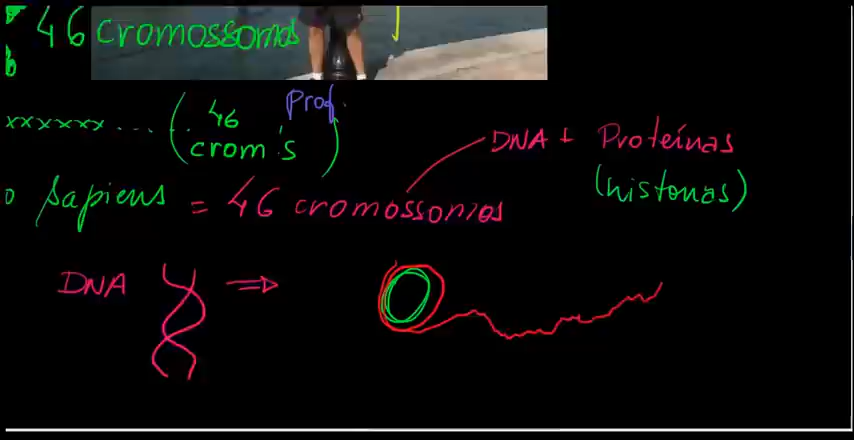 46 cromossomos
Prof.
xxxxxx... (46 crom's)
o sapiens = 46 cromossomos
DNA + Proteínas
(histonas)
DNA ⇒